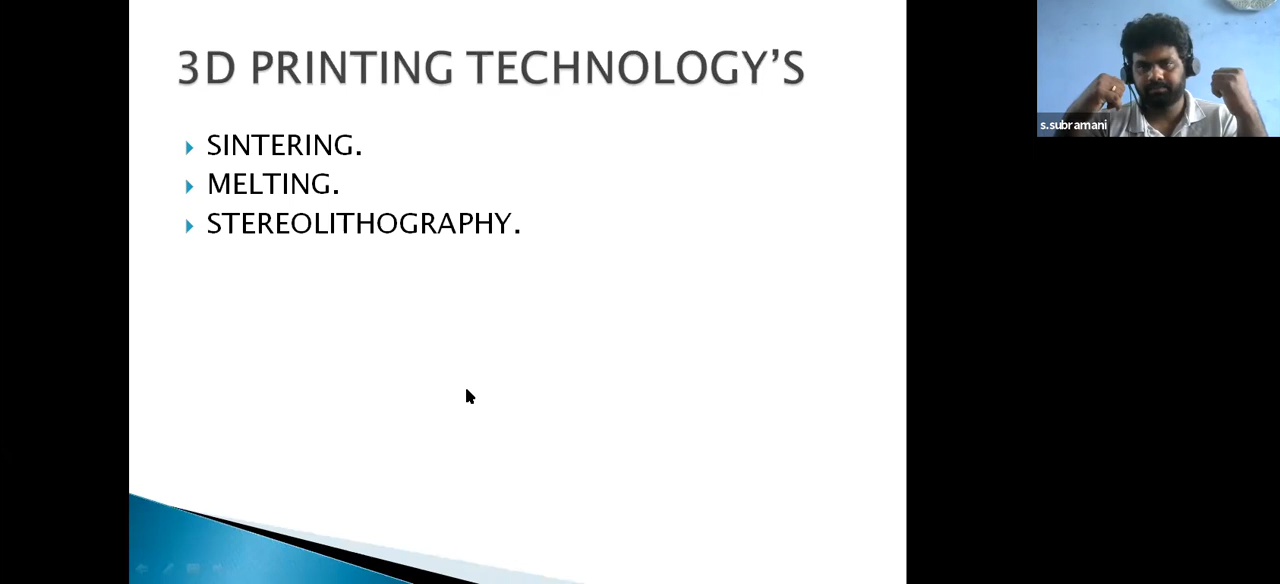 3D PRINTING TECHNOLOGY’S
SINTERING.
MELTING.
STEREOLITHOGRAPHY.
s.subramani